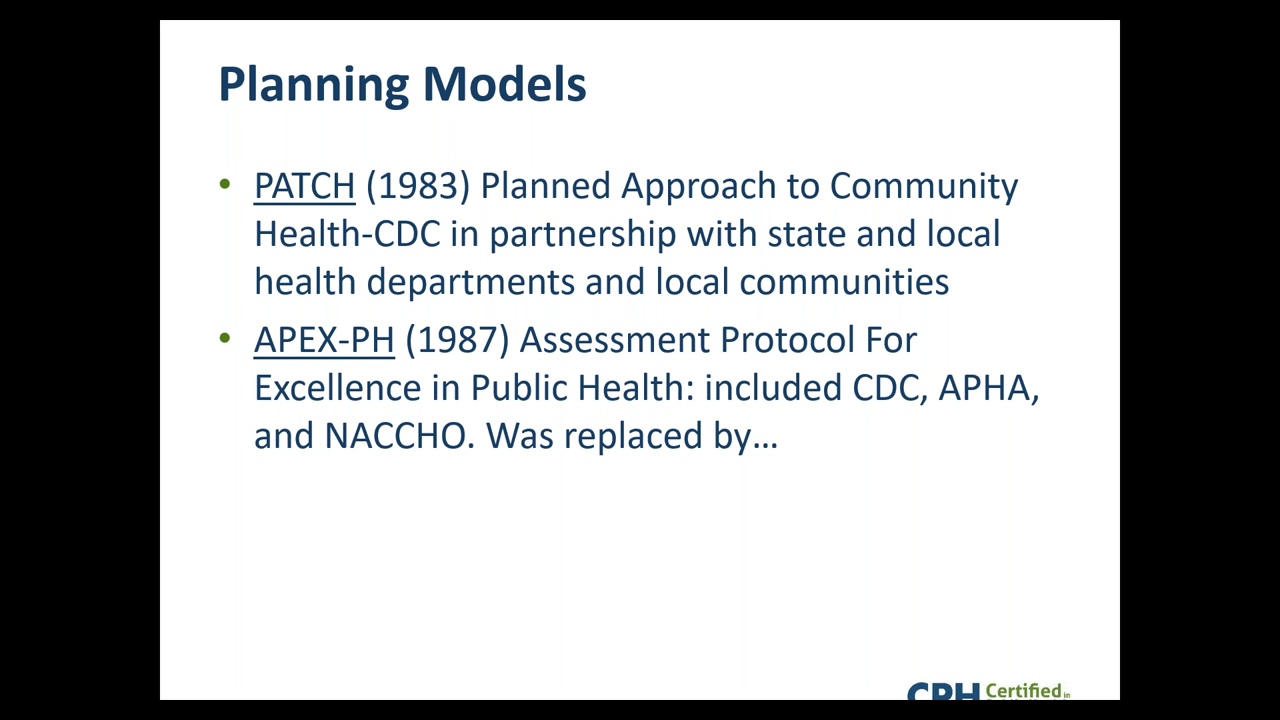 Planning Models
• PATCH (1983) Planned Approach to Community
Health-CDC in partnership with state and local
health departments and local communities
• APEX-PH (1987) Assessment Protocol For
Excellence in Public Health: included CDC, APHA,
and NACCHO. Was replaced by…
CPH Certified in